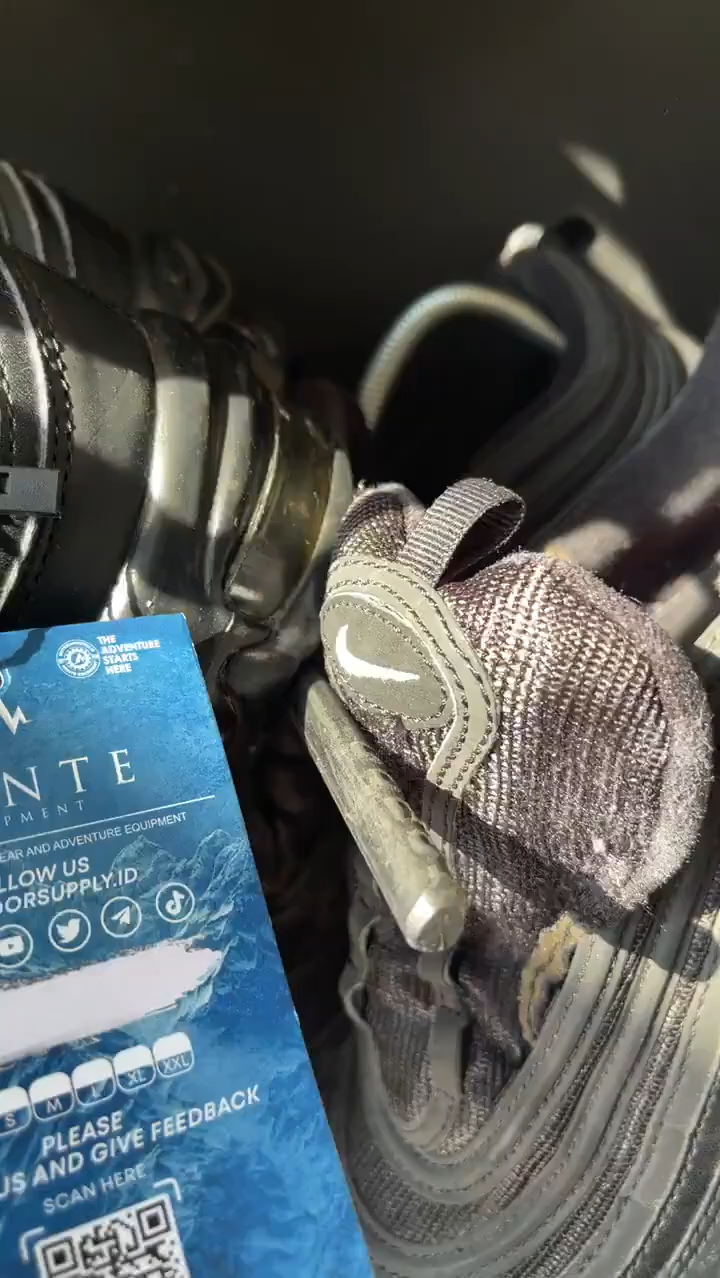 THE
ADVENTURE
STARTS
HERE
NTE
PMENT
EAR AND ADVENTURE EQUIPMENT
LLOW US
OORSUPPLY.ID
S M L XL XXL
PLEASE
US AND GIVE FEEDBACK
SCAN HERE